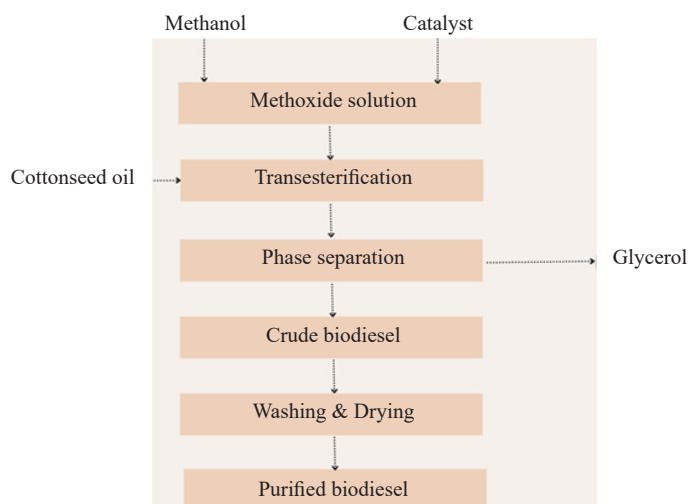 Methanol
Catalyst
Methoxide solution
Cottonseed oil
Transesterification
Phase separation
Glycerol
Crude biodiesel
Washing & Drying
Purified biodiesel